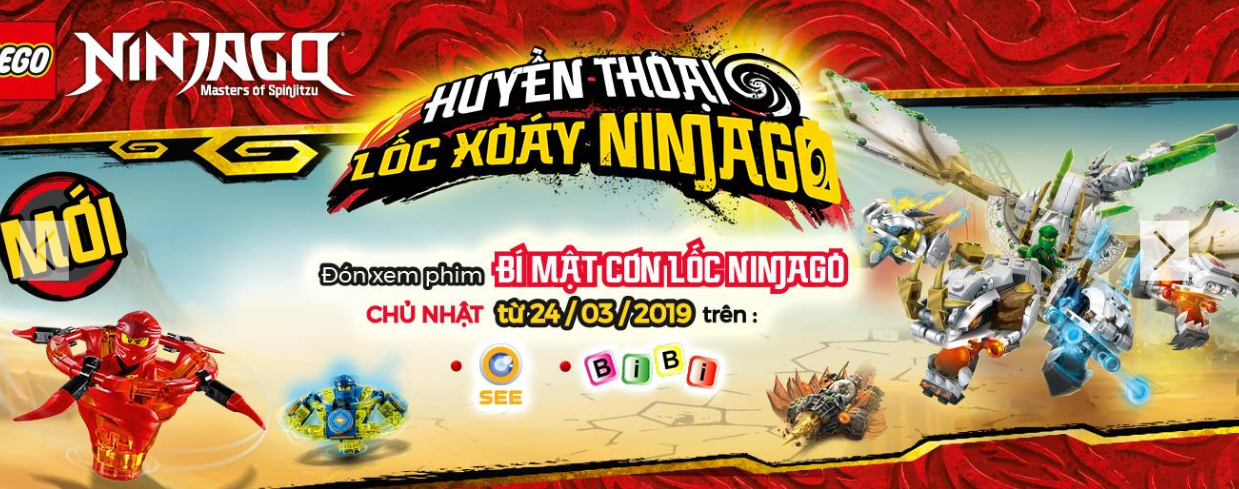 LEGO NINJAGO
Masters of Spinjitzu
HUYỀN THOẠI
LỐC XOÁY NINJAGO
MỚI
Đón xem phim BÍ MẬT CƠN LỐC NINJAGO
CHỦ NHẬT từ 24/03/2019 trên :
• SEE • BiBi